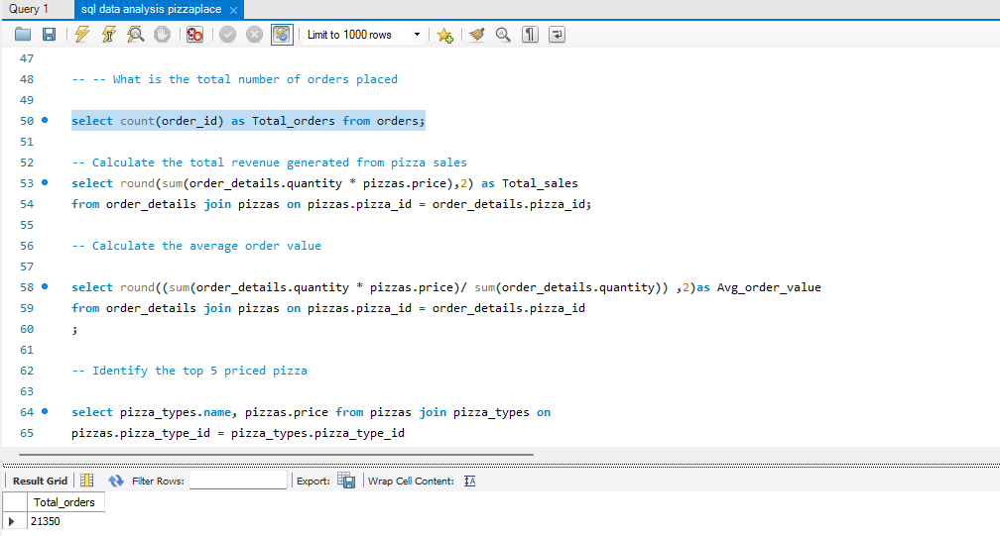 Query 1 sql data analysis pizzaplace ×
Limit to 1000 rows
47
48 -- -- What is the total number of orders placed
49
50 select count(order_id) as Total_orders from orders;
51
52 -- Calculate the total revenue generated from pizza sales
53 select round(sum(order_details.quantity * pizzas.price),2) as Total_sales
54 from order_details join pizzas on pizzas.pizza_id = order_details.pizza_id;
55
56 -- Calculate the average order value
57
58 select round((sum(order_details.quantity * pizzas.price)/ sum(order_details.quantity)) ,2)as Avg_order_value
59 from order_details join pizzas on pizzas.pizza_id = order_details.pizza_id
60 ;
61
62 -- Identify the top 5 priced pizza
63
64 select pizza_types.name, pizzas.price from pizzas join pizza_types on
65 pizzas.pizza_type_id = pizza_types.pizza_type_id
Result Grid Filter Rows: Export: Wrap Cell Content:
Total_orders
21350